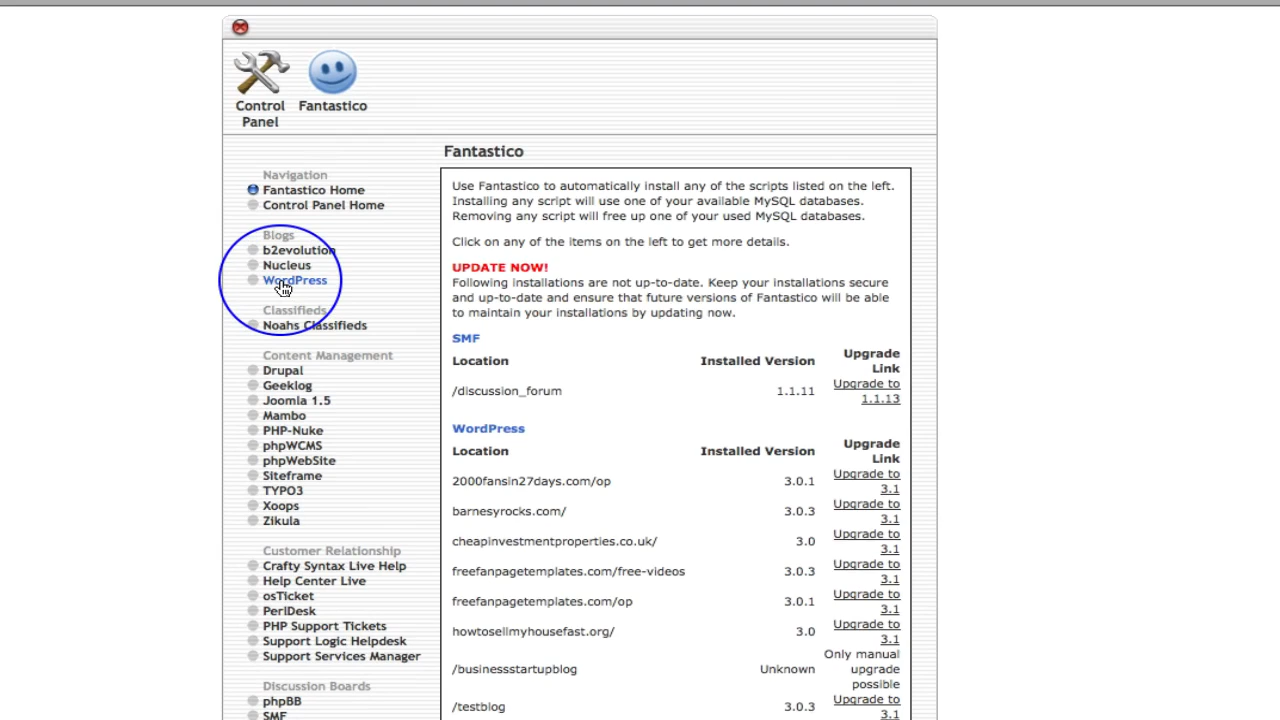 Control
Panel
Fantastico
Navigation
Fantastico Home
Control Panel Home
Blogs
b2evolution
Nucleus
WordPress
Classifieds
Noahs Classifieds
Content Management
Drupal
Geeklog
Joomla 1.5
Mambo
PHP-Nuke
phpWCMS
phpWebSite
Siteframe
TYPO3
Xoops
Zikula
Customer Relationship
Crafty Syntax Live Help
Help Center Live
osTicket
PerlDesk
PHP Support Tickets
Support Logic Helpdesk
Support Services Manager
Discussion Boards
phpBB
SMF
Fantastico
Use Fantastico to automatically install any of the scripts listed on the left.
Installing any script will use one of your available MySQL databases.
Removing any script will free up one of your used MySQL databases.
Click on any of the items on the left to get more details.
UPDATE NOW!
Following installations are not up-to-date. Keep your installations secure
and up-to-date and ensure that future versions of Fantastico will be able
to maintain your installations by updating now.
SMF
Location Installed Version Upgrade
Link
/discussion_forum 1.1.11 Upgrade to
1.1.13
WordPress
Location Installed Version Upgrade
Link
2000fansin27days.com/op 3.0.1 Upgrade to
3.1
barnesyrocks.com/ 3.0.3 Upgrade to
3.1
cheapinvestmentproperties.co.uk/ 3.0 Upgrade to
3.1
freefanpagetemplates.com/free-videos 3.0.3 Upgrade to
3.1
freefanpagetemplates.com/op 3.0.1 Upgrade to
3.1
howtosellmyhousefast.org/ 3.0 Upgrade to
3.1
/businessstartupblog Unknown Only manual
upgrade
possible
/testblog 3.0.3 Upgrade to
3.1